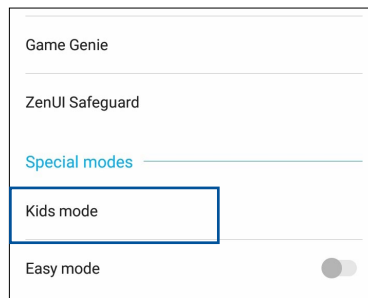 Game Genie
ZenUI Safeguard
Special modes
Kids mode
Easy mode